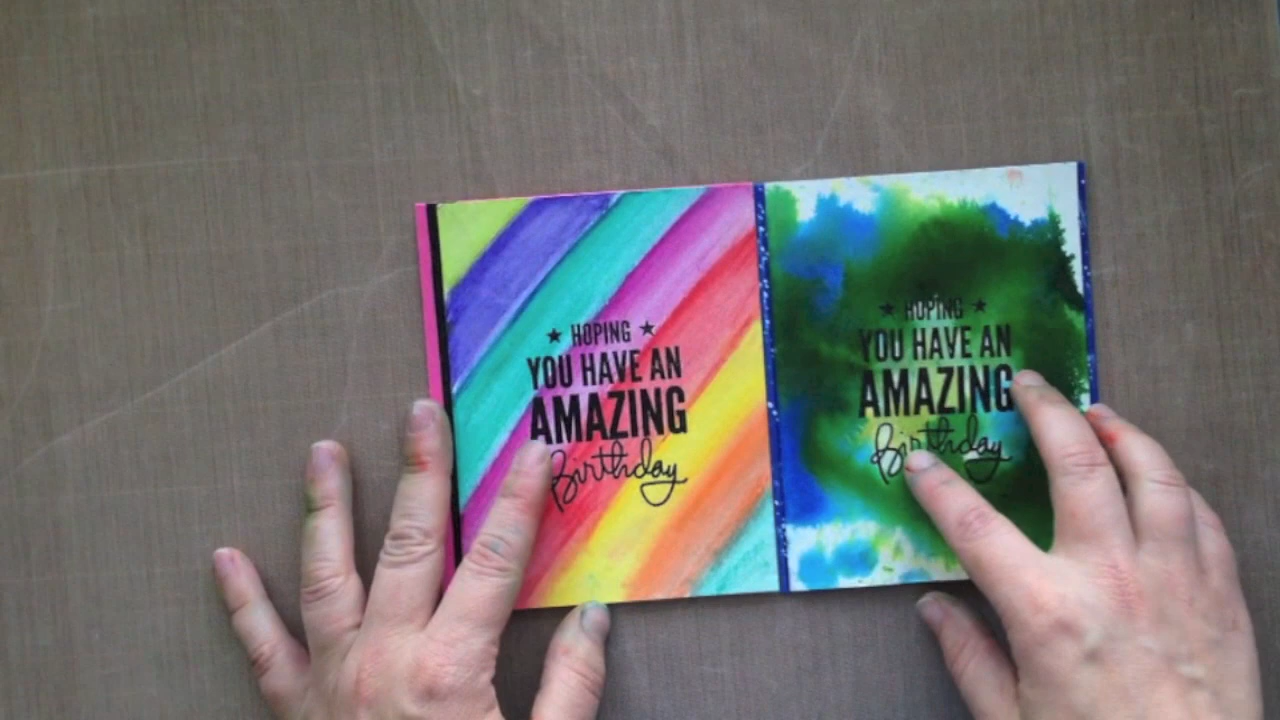 ★ HOPING ★
YOU HAVE AN
AMAZING
Birthday
★ HOPING ★
YOU HAVE AN
AMAZING
Birthday